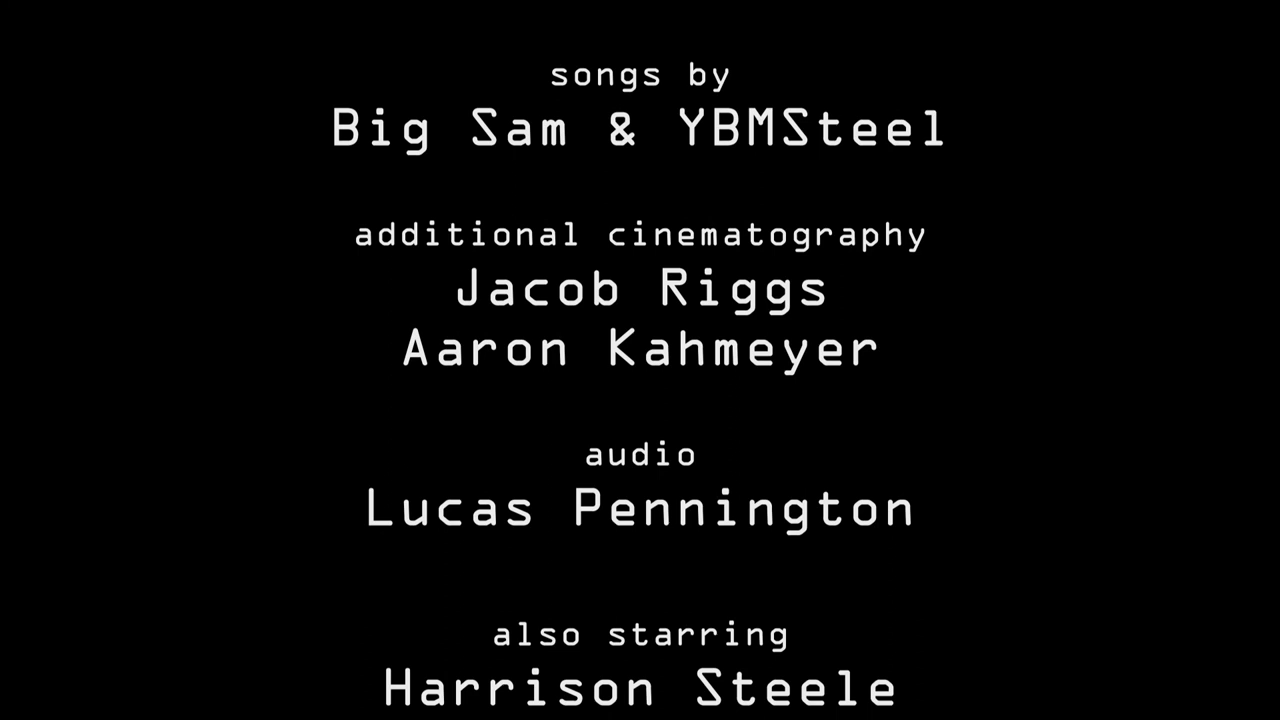 songs by
Big Sam & YBMSteel
additional cinematography
Jacob Riggs
Aaron Kahmeyer
audio
Lucas Pennington
also starring
Harrison Steele